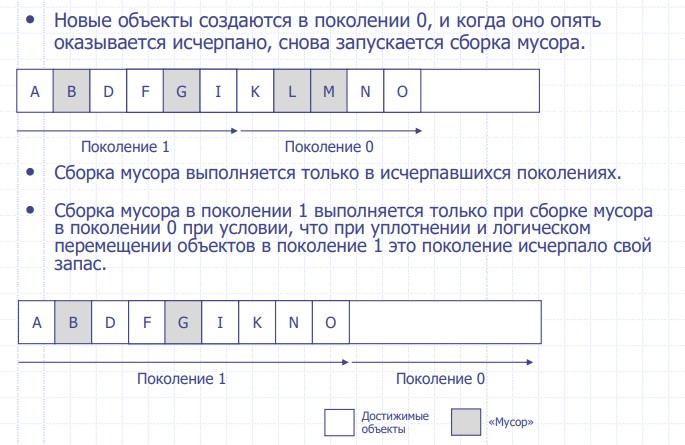 • Новые объекты создаются в поколении 0, и когда оно опять
оказывается исчерпано, снова запускается сборка мусора.
A B D F G I K L M N O
Поколение 1 Поколение 0
• Сборка мусора выполняется только в исчерпавшихся поколениях.
• Сборка мусора в поколении 1 выполняется только при сборке мусора
в поколении 0 при условии, что при уплотнении и логическом
перемещении объектов в поколение 1 это поколение исчерпало свой
запас.
A B D F G I K N O
Поколение 1 Поколение 0
Достижимые
объекты
«Мусор»